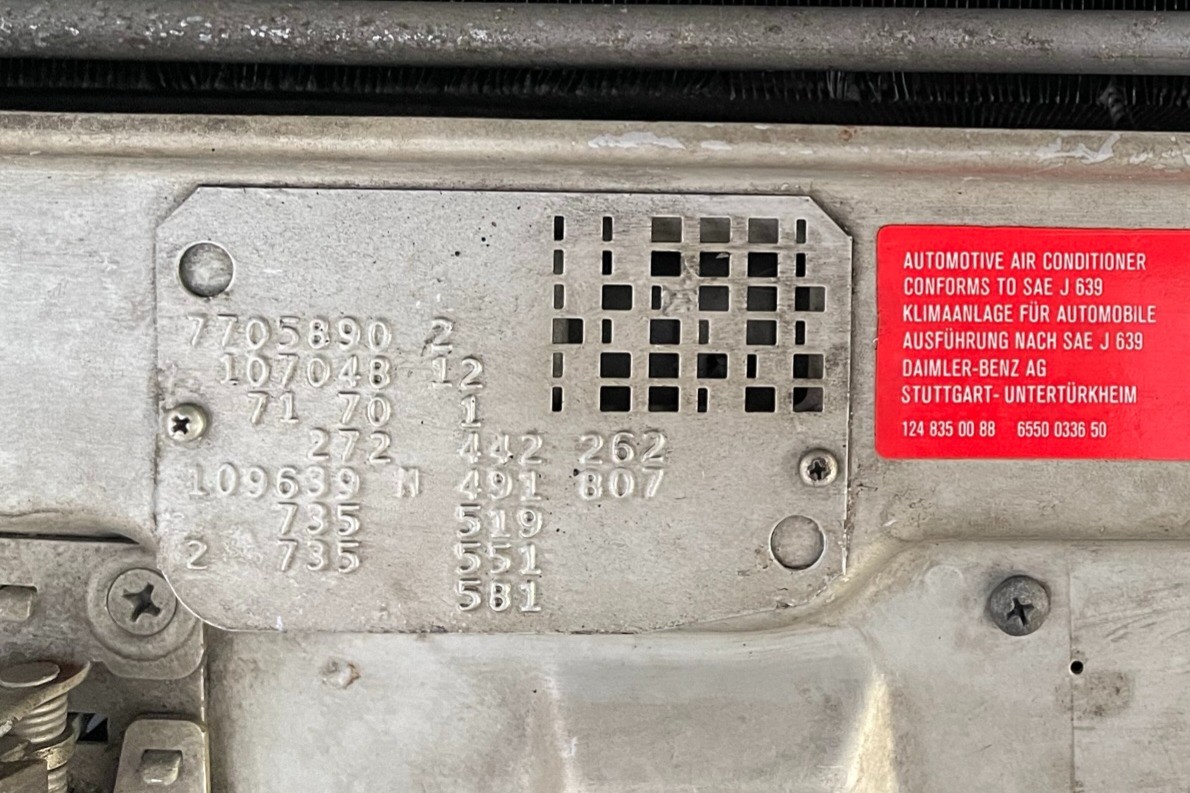 7705890 2
107048 12
71 70 1
272 442 262
109639 M 491 807
735 519
2 735 551
581
AUTOMOTIVE AIR CONDITIONER
CONFORMS TO SAE J 639
KLIMAANLAGE FÜR AUTOMOBILE
AUSFÜHRUNG NACH SAE J 639
DAIMLER-BENZ AG
STUTTGART- UNTERTÜRKHEIM
124 835 00 88 6550 0336 50